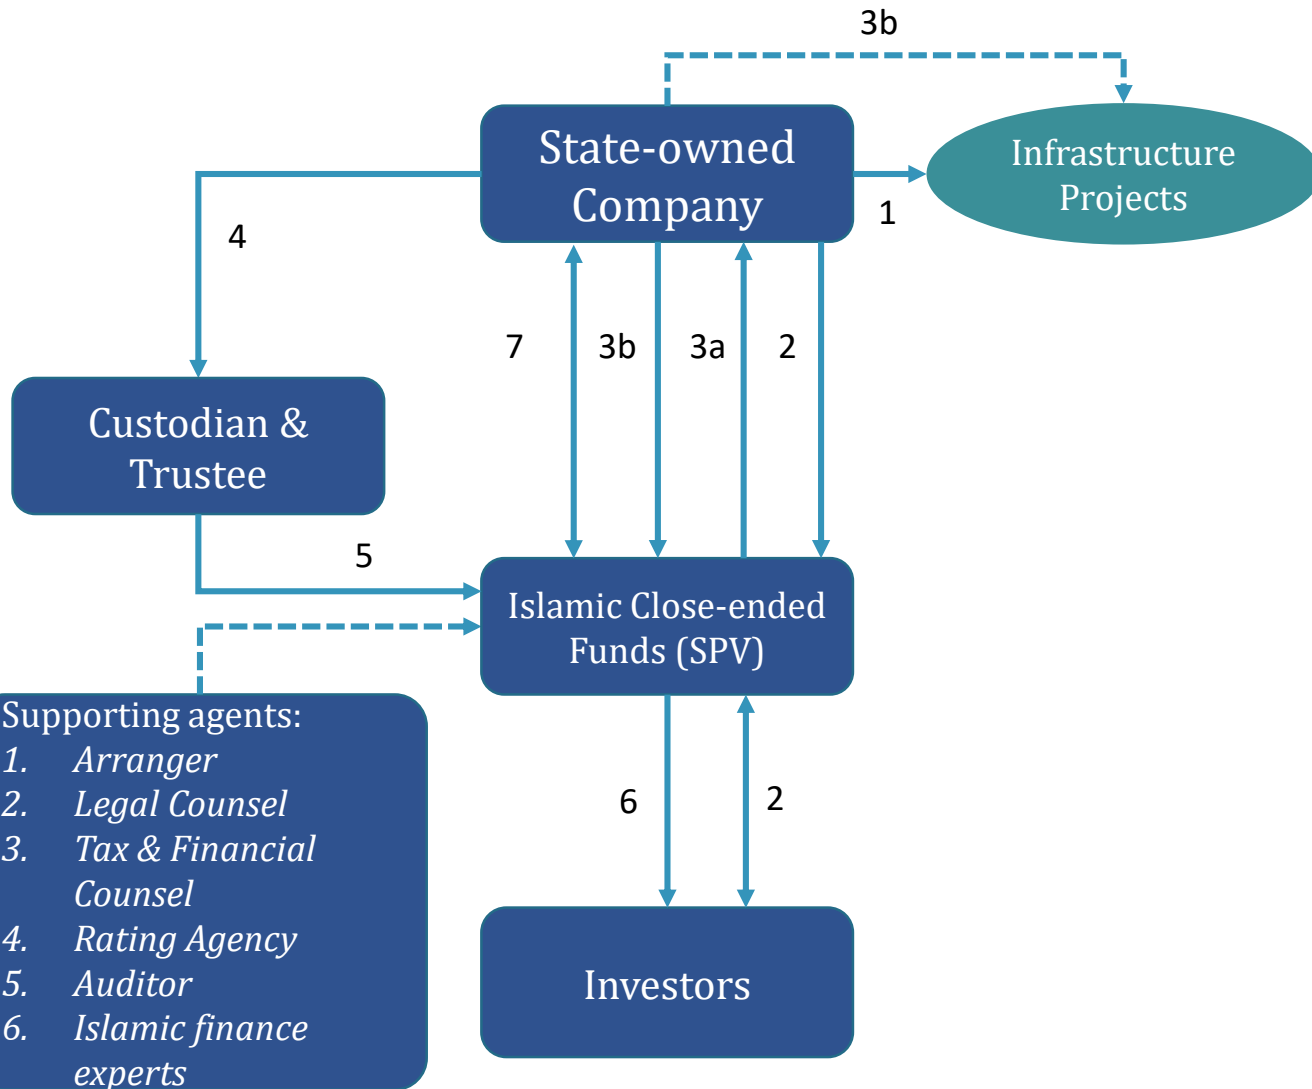 3b
State-owned
Company
Infrastructure
Projects
1
4
7
3b
3a
2
Custodian &
Trustee
5
Islamic Close-ended
Funds (SPV)
Supporting agents:
1. Arranger
2. Legal Counsel
3. Tax & Financial
Counsel
4. Rating Agency
5. Auditor
6. Islamic finance
experts
6
2
Investors